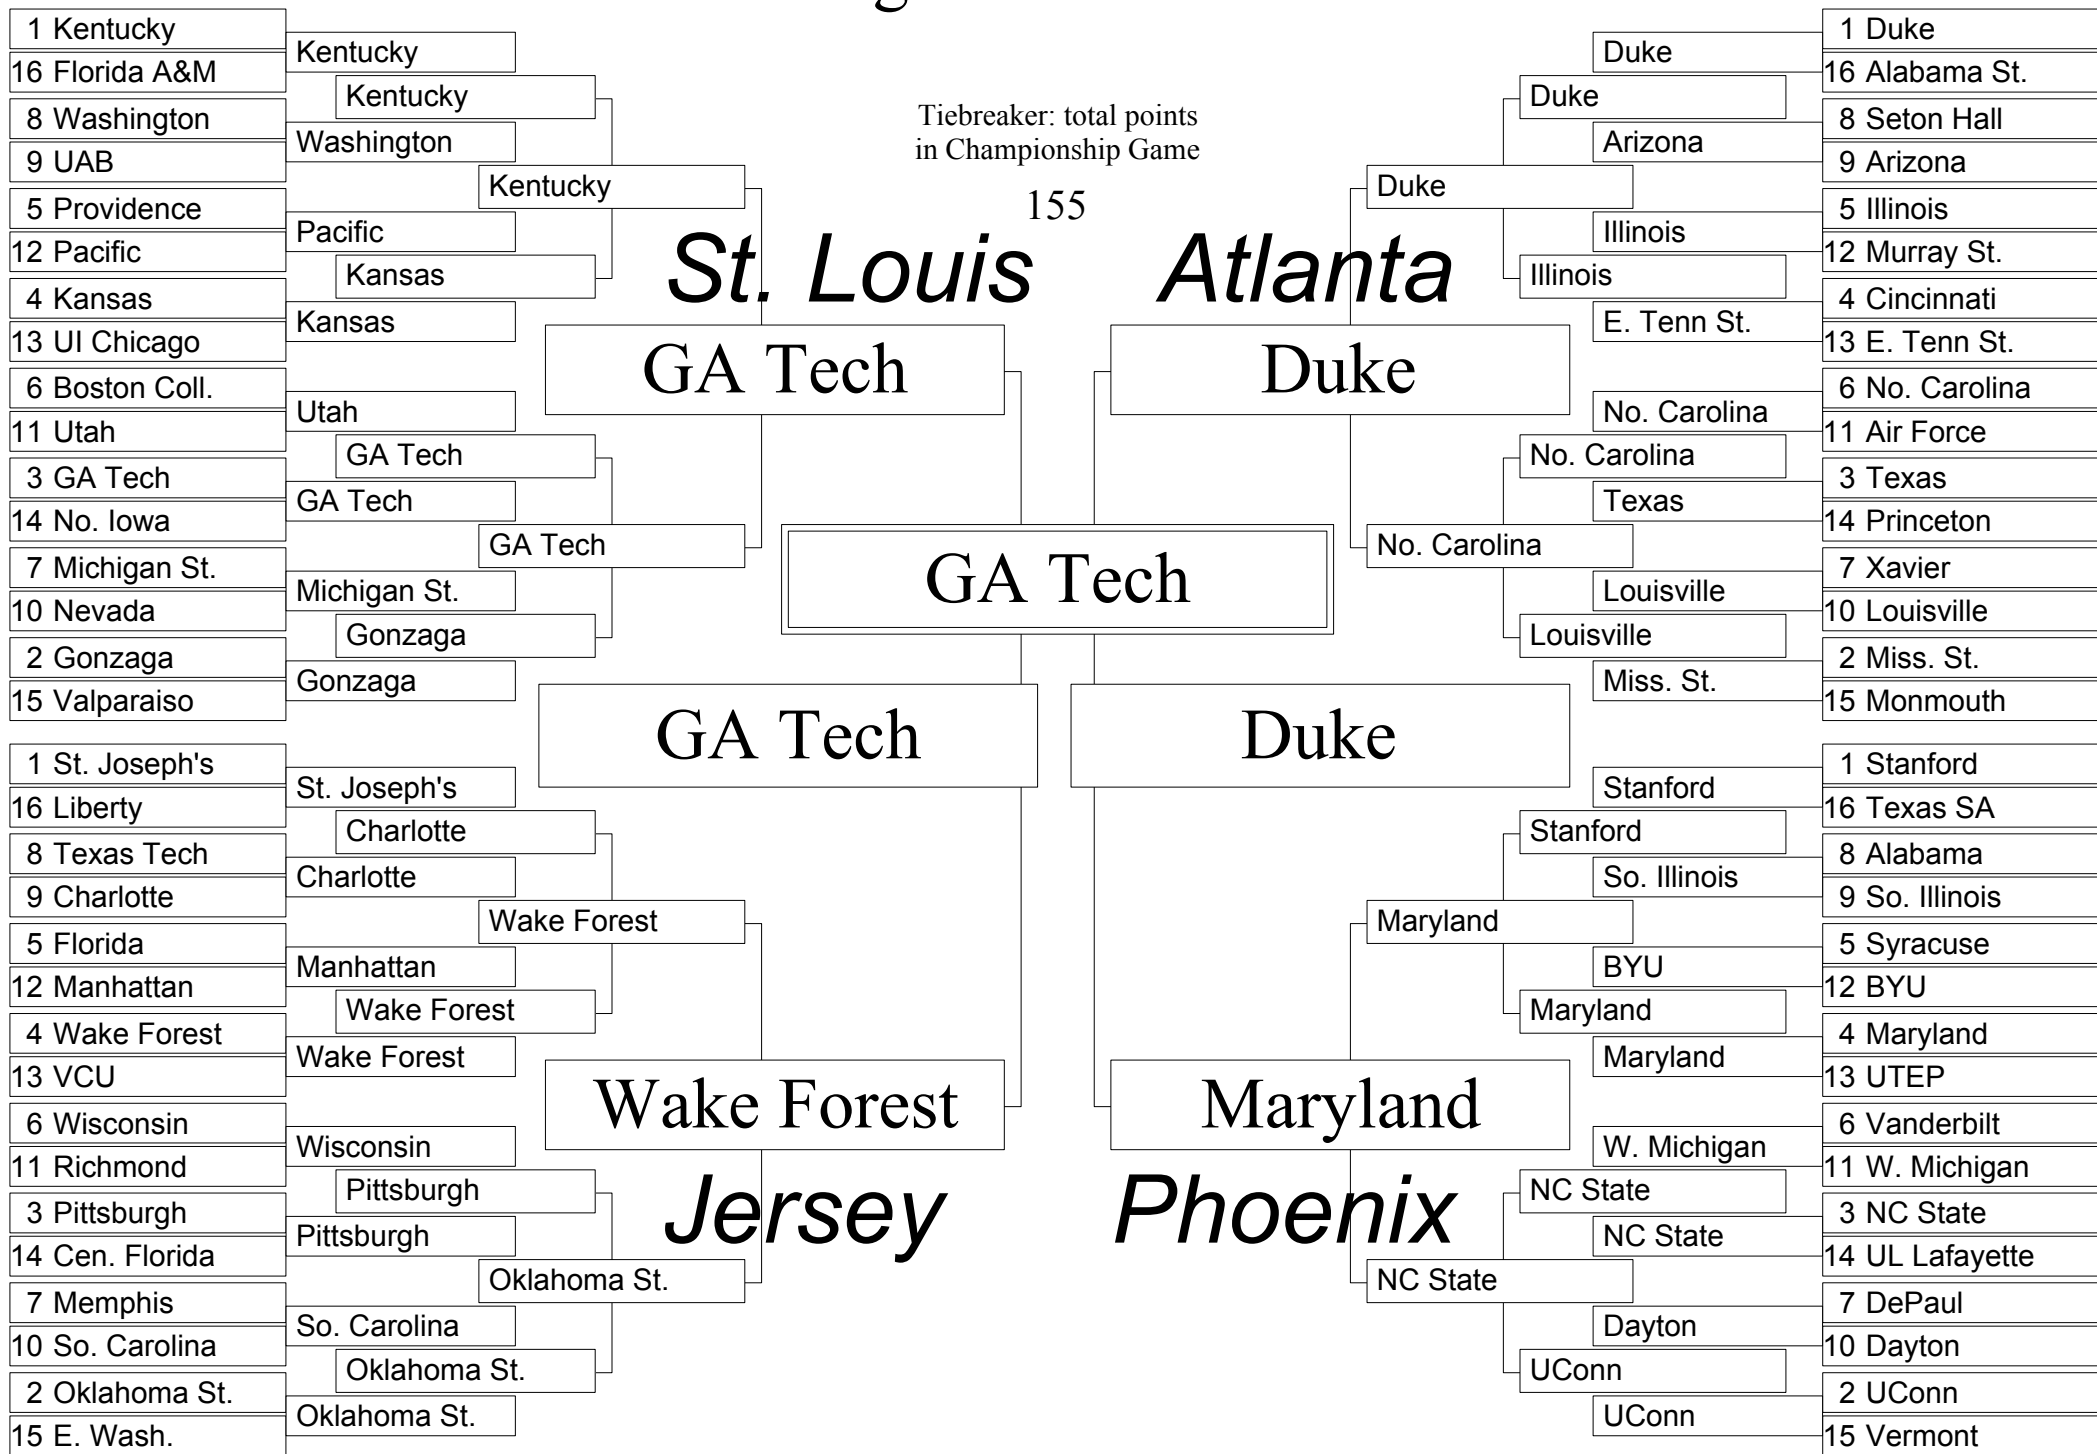 1 Kentucky
16 Florida A&M
8 Washington
9 UAB
5 Providence
12 Pacific
4 Kansas
13 UI Chicago
6 Boston Coll.
11 Utah
3 GA Tech
14 No. Iowa
7 Michigan St.
10 Nevada
2 Gonzaga
15 Valparaiso
Kentucky
Washington
Pacific
Kansas
Utah
GA Tech
Michigan St.
Gonzaga
Kentucky
Kansas
GA Tech
Gonzaga
Kentucky
GA Tech
St. Louis
GA Tech
1 St. Joseph's
16 Liberty
8 Texas Tech
9 Charlotte
5 Florida
12 Manhattan
4 Wake Forest
13 VCU
6 Wisconsin
11 Richmond
3 Pittsburgh
14 Cen. Florida
7 Memphis
10 So. Carolina
2 Oklahoma St.
15 E. Wash.
St. Joseph's
Charlotte
Manhattan
Wake Forest
Wisconsin
Pittsburgh
So. Carolina
Oklahoma St.
Charlotte
Wake Forest
Pittsburgh
Oklahoma St.
Wake Forest
Oklahoma St.
Wake Forest
Jersey
Tiebreaker: total points
in Championship Game
155
GA Tech
GA Tech
Duke
Atlanta
Duke
Duke
No. Carolina
Duke
Illinois
No. Carolina
Louisville
Duke
Arizona
Illinois
E. Tenn St.
No. Carolina
Texas
Louisville
Miss. St.
1 Duke
16 Alabama St.
8 Seton Hall
9 Arizona
5 Illinois
12 Murray St.
4 Cincinnati
13 E. Tenn St.
6 No. Carolina
11 Air Force
3 Texas
14 Princeton
7 Xavier
10 Louisville
2 Miss. St.
15 Monmouth
Maryland
Phoenix
Maryland
NC State
Stanford
Maryland
NC State
UConn
Stanford
So. Illinois
BYU
Maryland
W. Michigan
NC State
Dayton
UConn
1 Stanford
16 Texas SA
8 Alabama
9 So. Illinois
5 Syracuse
12 BYU
4 Maryland
13 UTEP
6 Vanderbilt
11 W. Michigan
3 NC State
14 UL Lafayette
7 DePaul
10 Dayton
2 UConn
15 Vermont